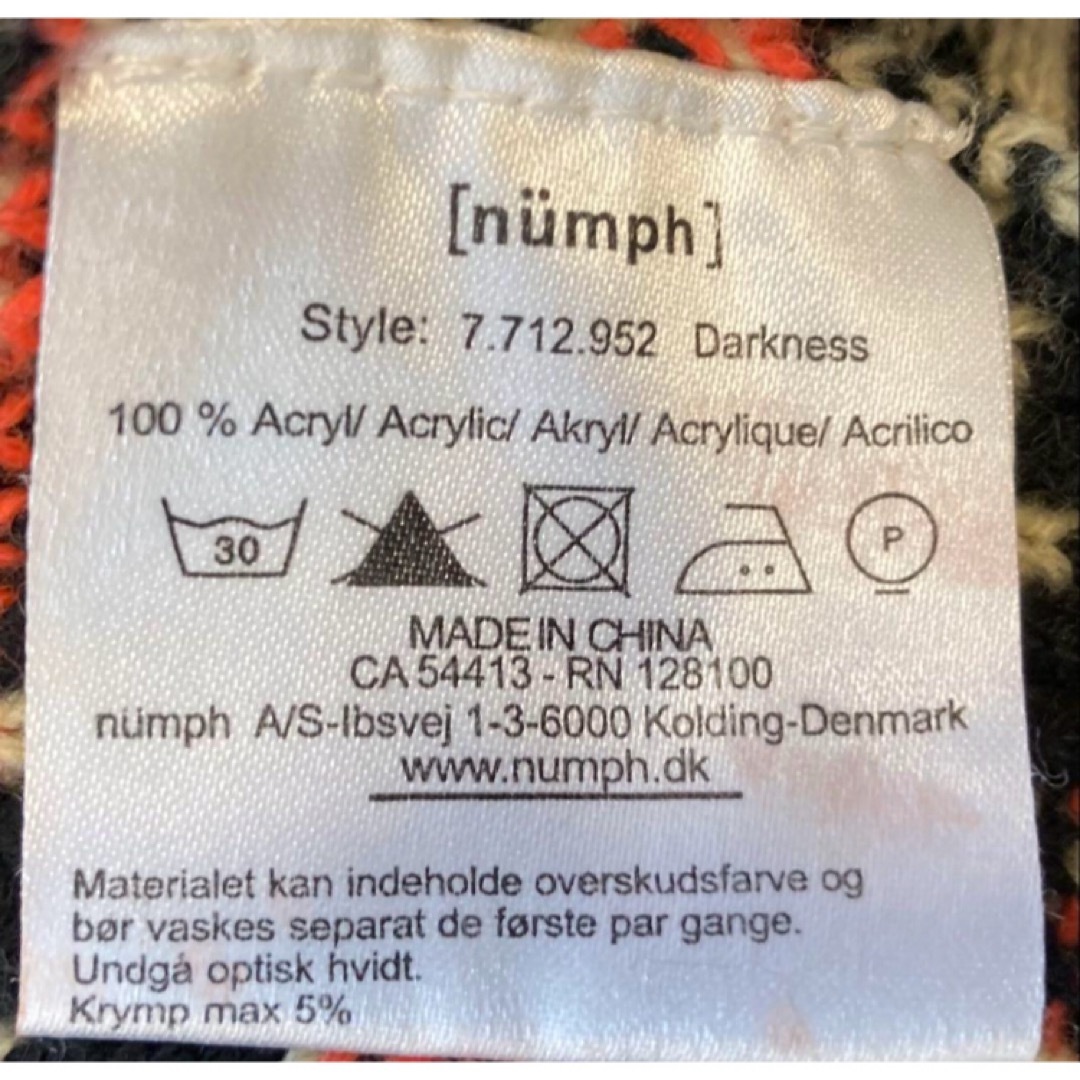 [nümph]
Style: 7.712.952 Darkness
100 % Acryl/ Acrylic/ Akryl/ Acrylique/ Acrilico
30 P
MADE IN CHINA
CA 54413 - RN 128100
nümph A/S-Ibsvej 1-3-6000 Kolding-Denmark
www.numph.dk
Materialet kan indeholde overskudsfarve og
bør vaskes separat de første par gange.
Undgå optisk hvidt.
Krymp max 5%